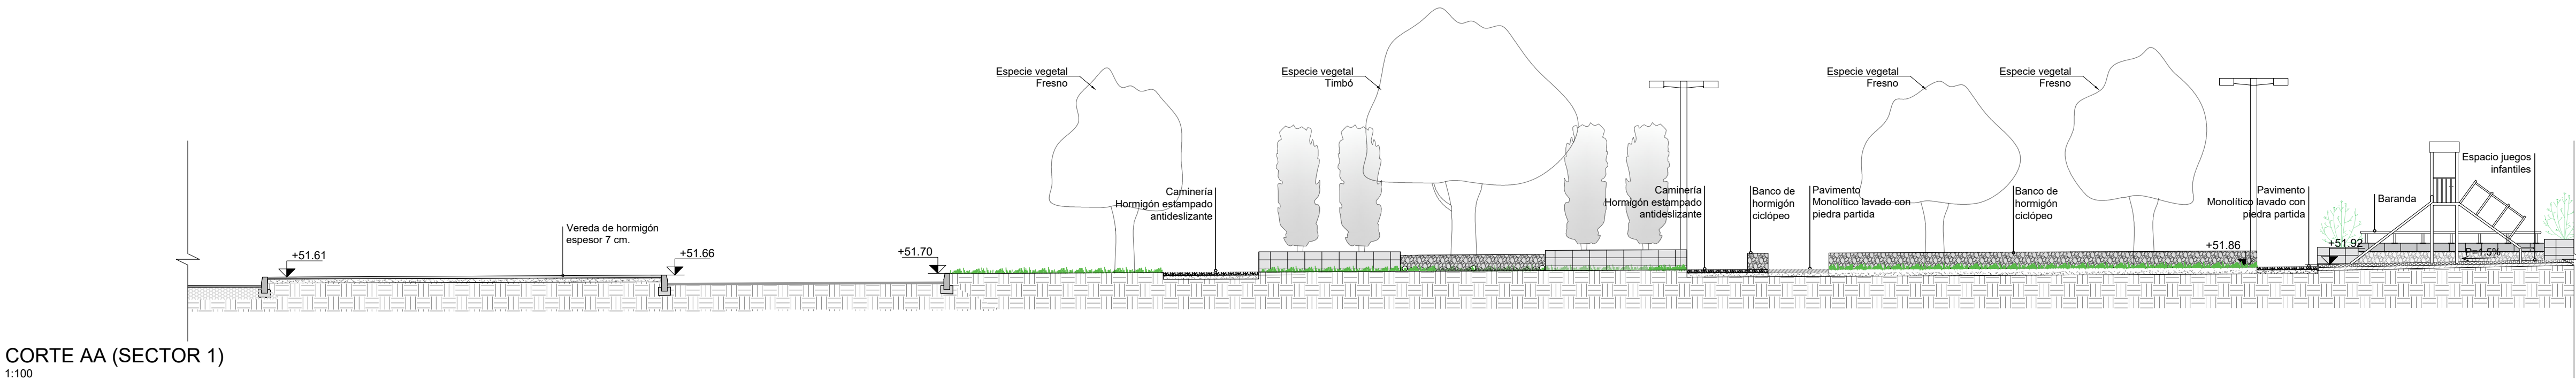 Especie vegetal
Fresno
Especie vegetal
Timbó
Especie vegetal
Fresno
Especie vegetal
Fresno
Espacio juegos
infantiles
Caminería
Hormigón estampado
antideslizante
Caminería
Hormigón estampado
antideslizante
Banco de
hormigón
ciclópeo
Pavimento
Monolítico lavado con
piedra partida
Banco de
hormigón
ciclópeo
Pavimento
Monolítico lavado con
piedra partida
Baranda
Vereda de hormigón
espesor 7 cm.
+51.61
+51.66
+51.70
+51.86
+51.92
P=1.5%
CORTE AA (SECTOR 1)
1:100